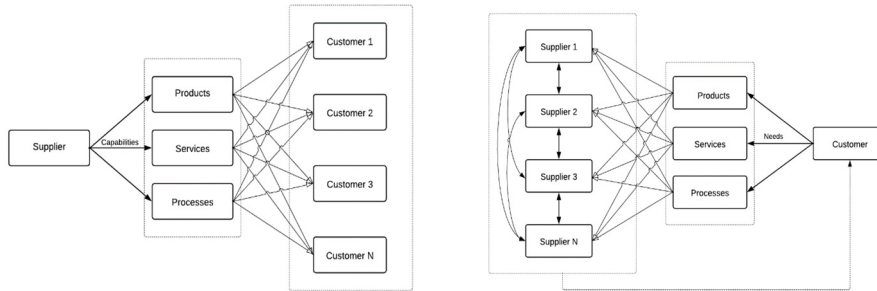 Supplier
Capabilities
Products
Services
Processes
Customer 1
Customer 2
Customer 3
Customer N
Supplier 1
Supplier 2
Supplier 3
Supplier N
Products
Services
Processes
Needs
Customer